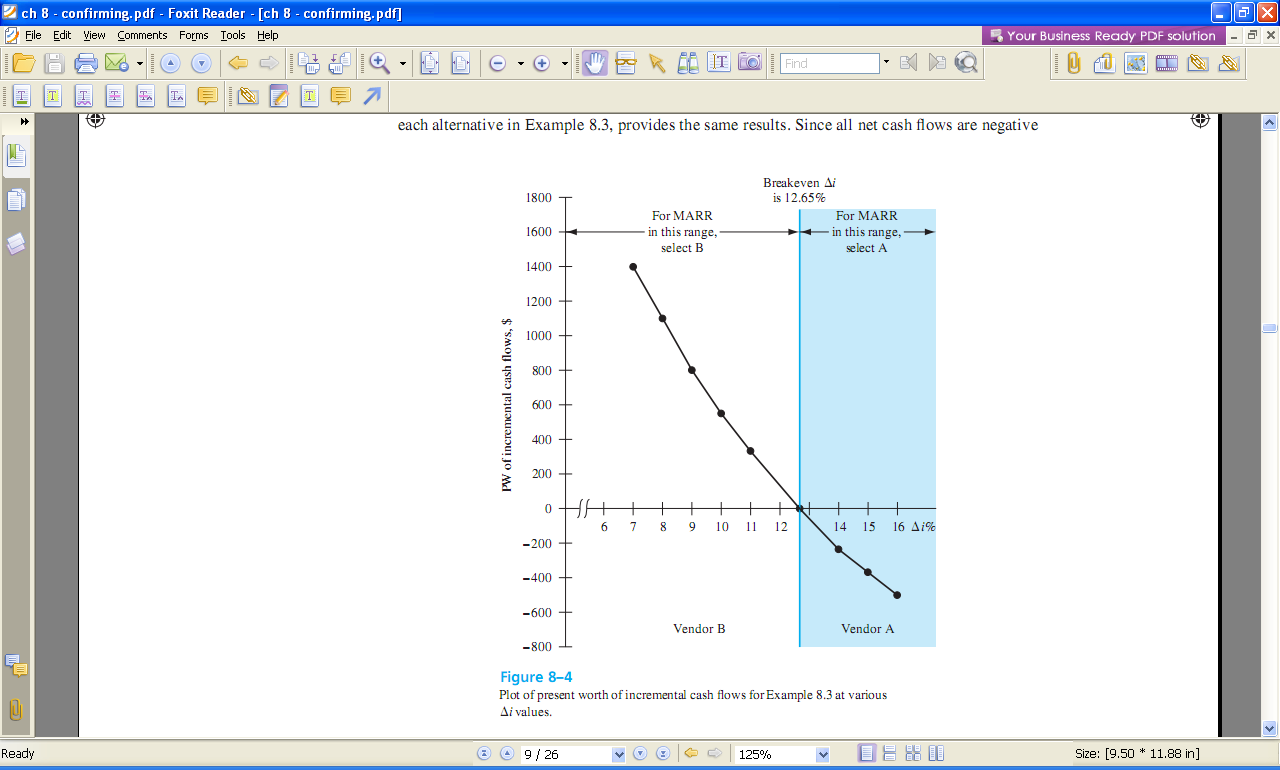 ch 8 - confirming.pdf - Foxit Reader - [ch 8 - confirming.pdf]
File Edit View Comments Forms Tools Help
Your Business Ready PDF solution
Find
each alternative in Example 8.3, provides the same results. Since all net cash flows are negative
Breakeven Δi
is 12.65%
For MARR
in this range,
select B
For MARR
in this range,
select A
PW of incremental cash flows, $
1800
1600
1400
1200
1000
800
600
400
200
0
−200
−400
−600
−800
6 7 8 9 10 11 12 14 15 16 Δi%
Vendor B
Vendor A
Figure 8–4
Plot of present worth of incremental cash flows for Example 8.3 at various
Δi values.
Ready
9 / 26
125%
Size: [9.50 * 11.88 in]